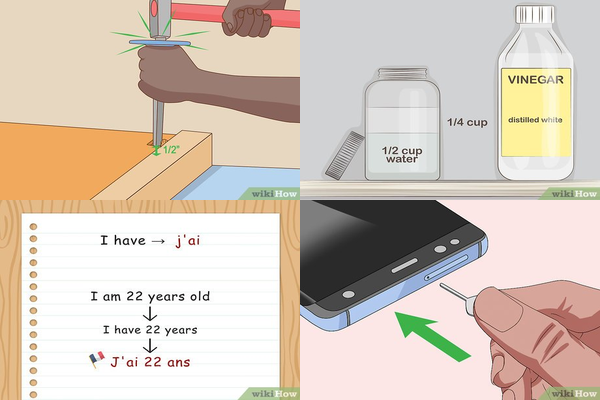 1/2"
wikiHow
VINEGAR
distilled white
1/4 cup
1/2 cup
water
wikiHow
I have → j'ai
I am 22 years old
↓
I have 22 years
↓
J'ai 22 ans
wikiHow
wikiHow